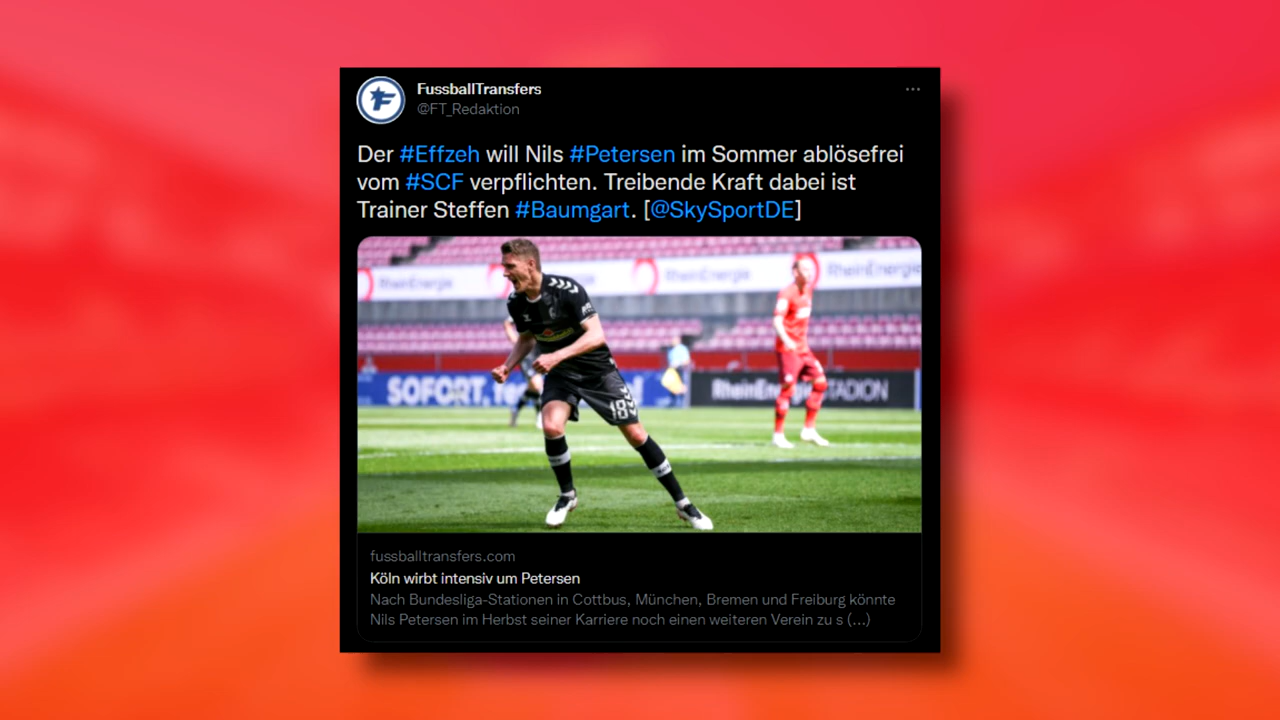 FussballTransfers
@FT_Redaktion
Der #Effzeh will Nils #Petersen im Sommer ablösefrei
vom #SCF verpflichten. Treibende Kraft dabei ist
Trainer Steffen #Baumgart. [@SkySportDE]
RheinEnergie RheinEnergie RheinEnergie
SOFORT.
RheinEnergieSTADION
18
fussballtransfers.com
Köln wirbt intensiv um Petersen
Nach Bundesliga-Stationen in Cottbus, München, Bremen und Freiburg könnte
Nils Petersen im Herbst seiner Karriere noch einen weiteren Verein zu s (...)